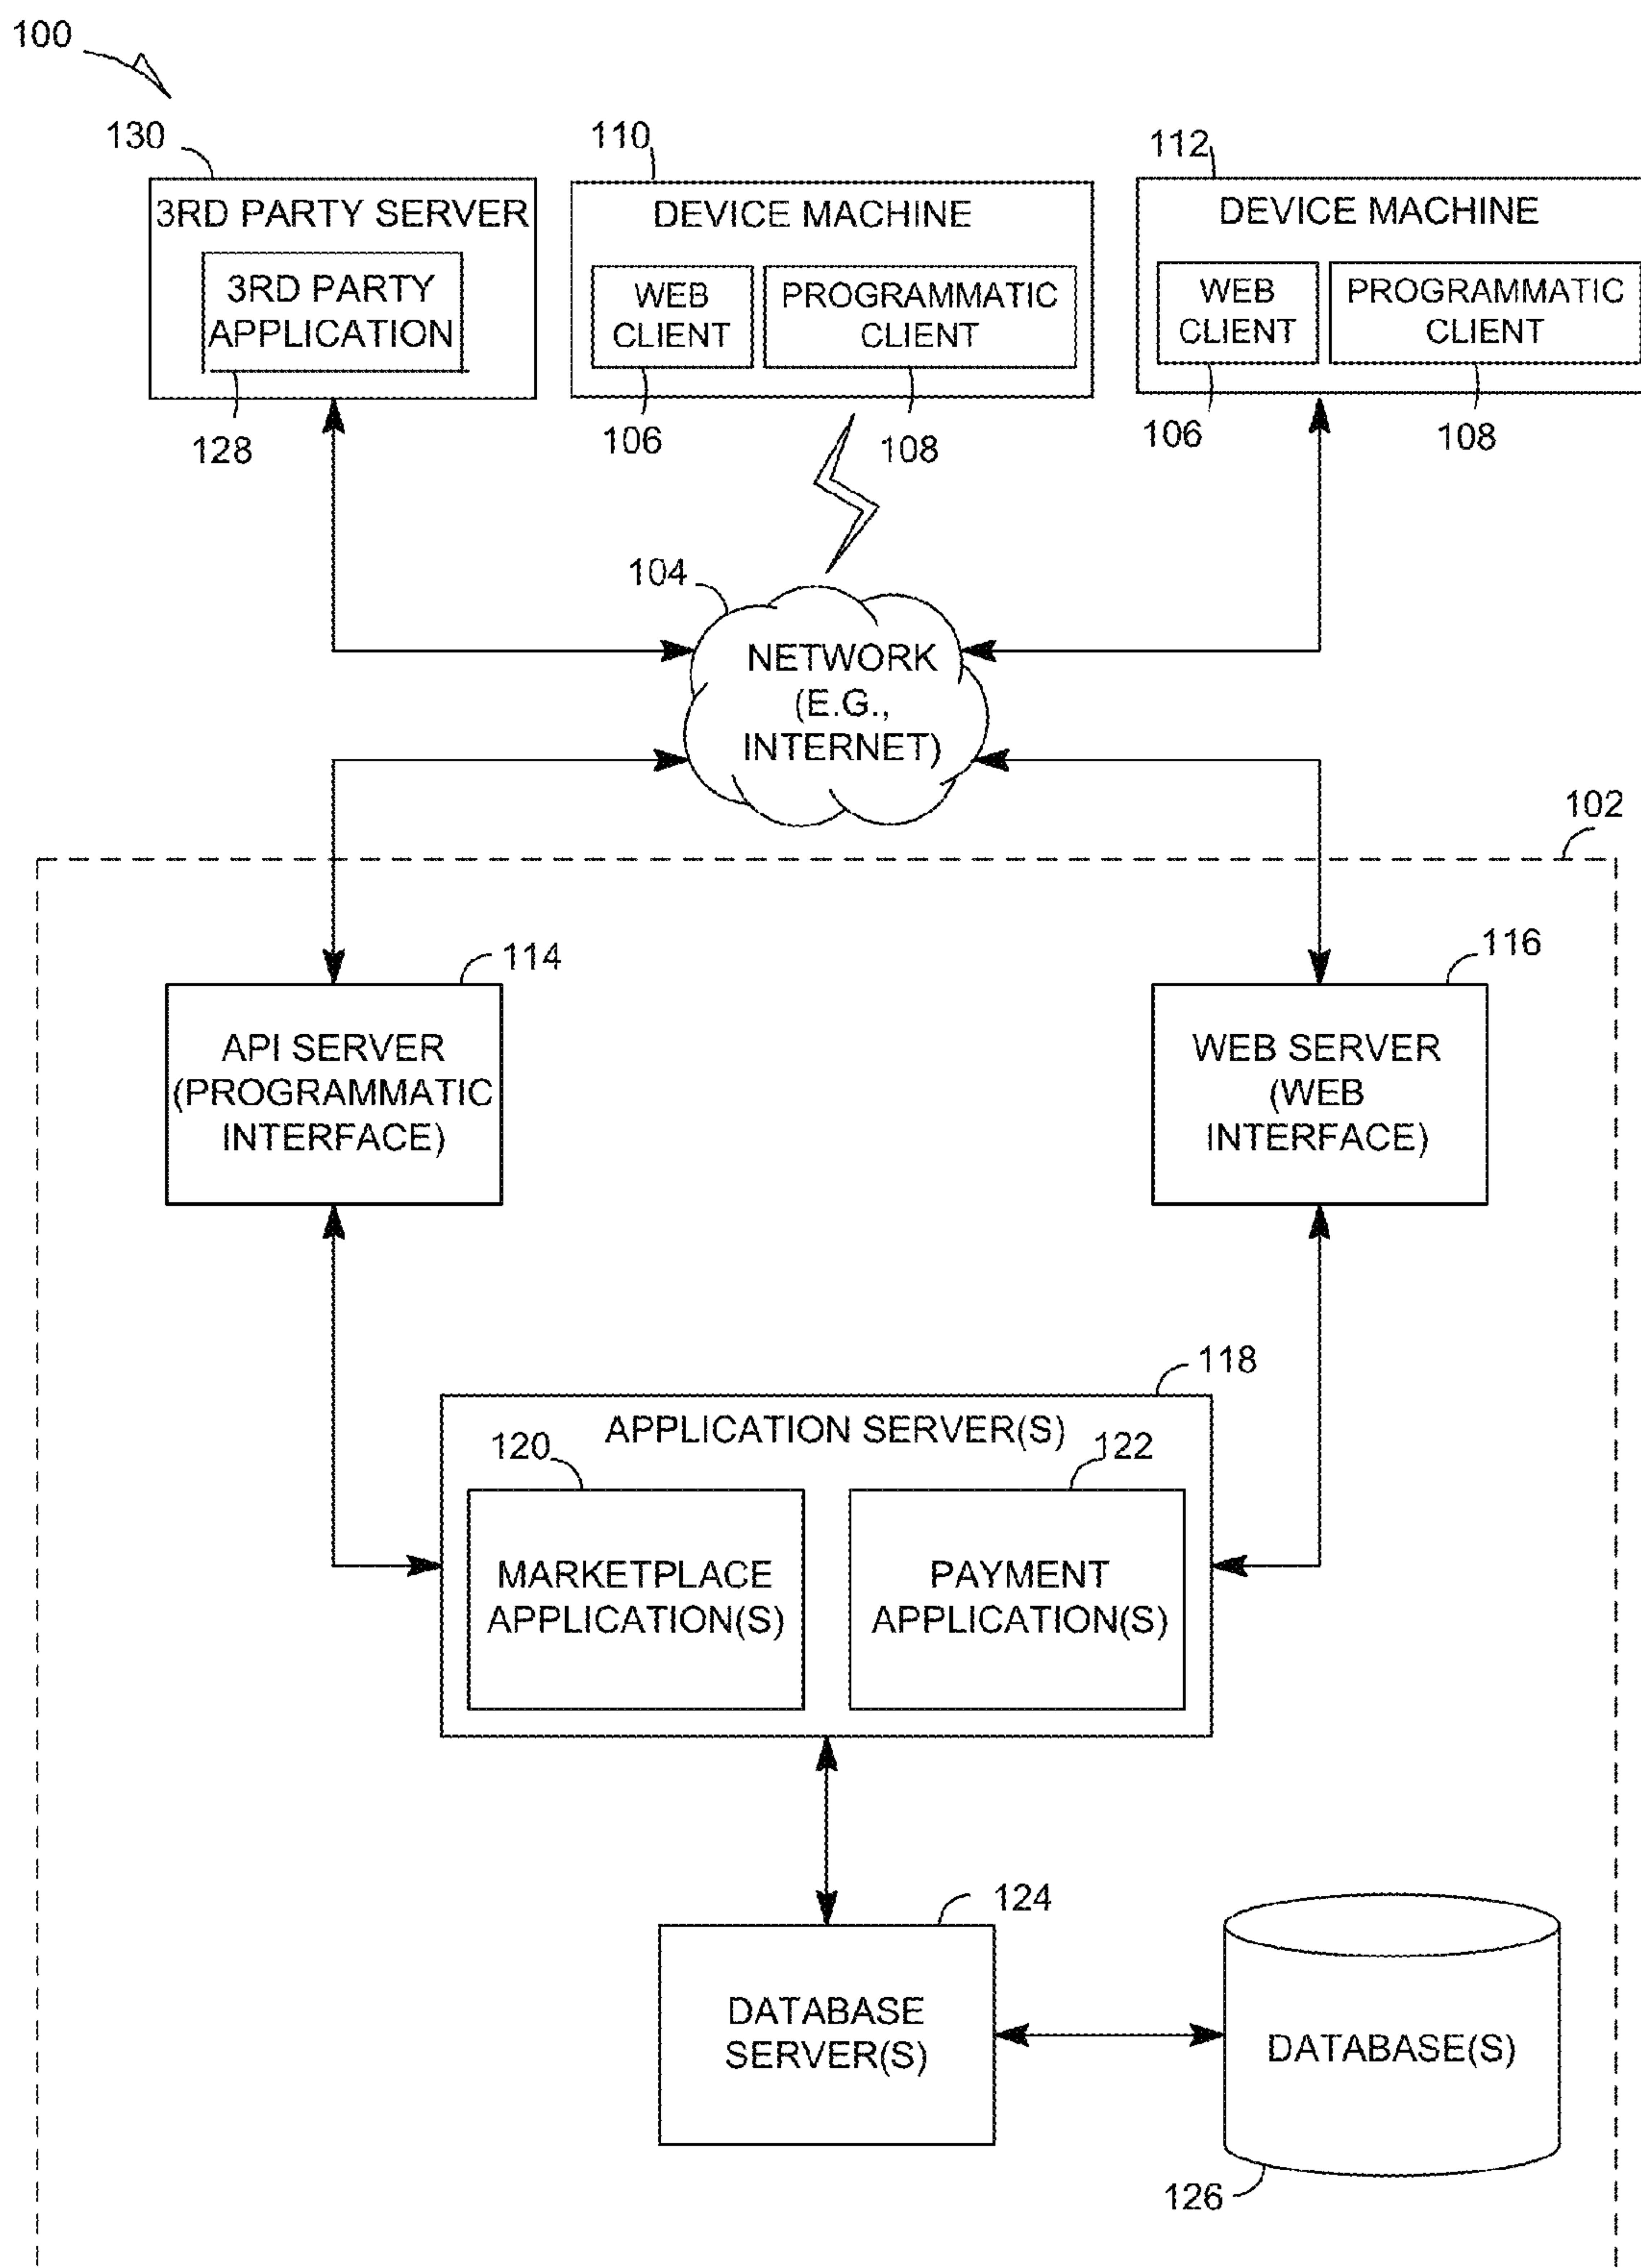 100
130
110
112
3RD PARTY SERVER
3RD PARTY
APPLICATION
128
DEVICE MACHINE
WEB
CLIENT
PROGRAMMATIC
CLIENT
106
108
DEVICE MACHINE
WEB
CLIENT
PROGRAMMATIC
CLIENT
106
108
104
NETWORK
(E.G.,
INTERNET)
102
114
API SERVER
(PROGRAMMATIC
INTERFACE)
116
WEB SERVER
(WEB
INTERFACE)
118
APPLICATION SERVER(S)
120
122
MARKETPLACE
APPLICATION(S)
PAYMENT
APPLICATION(S)
124
DATABASE
SERVER(S)
DATABASE(S)
126